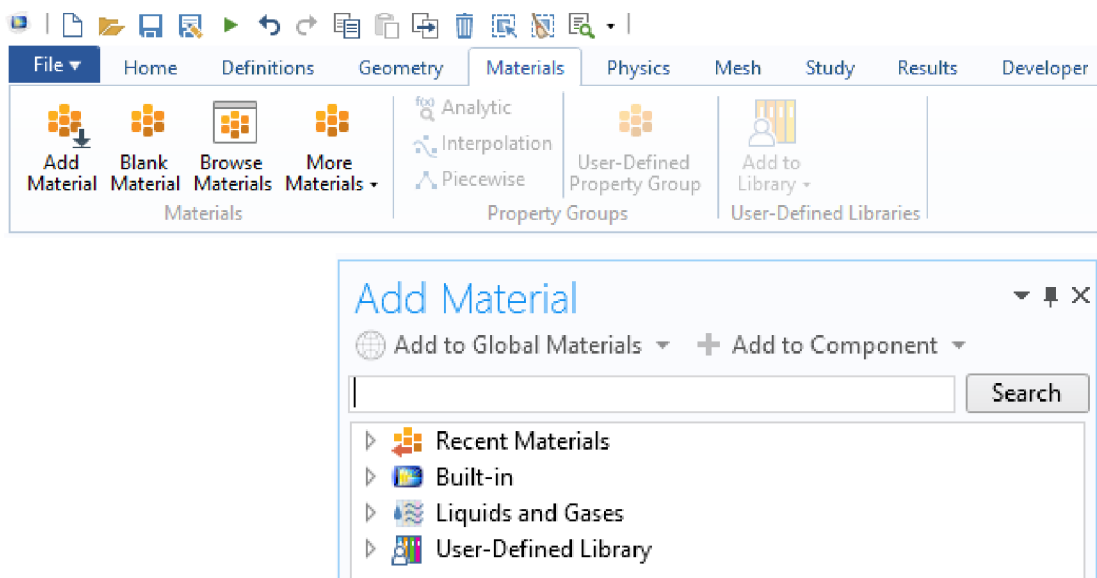 File Home Definitions Geometry Materials Physics Mesh Study Results Developer
f(x) Analytic
Interpolation
Piecewise
Add Material
Blank Material
Browse Materials
More Materials
User-Defined Property Group
Add to Library
Materials
Property Groups
User-Defined Libraries
Add Material
Add to Global Materials Add to Component
Search
Recent Materials
Built-in
Liquids and Gases
User-Defined Library